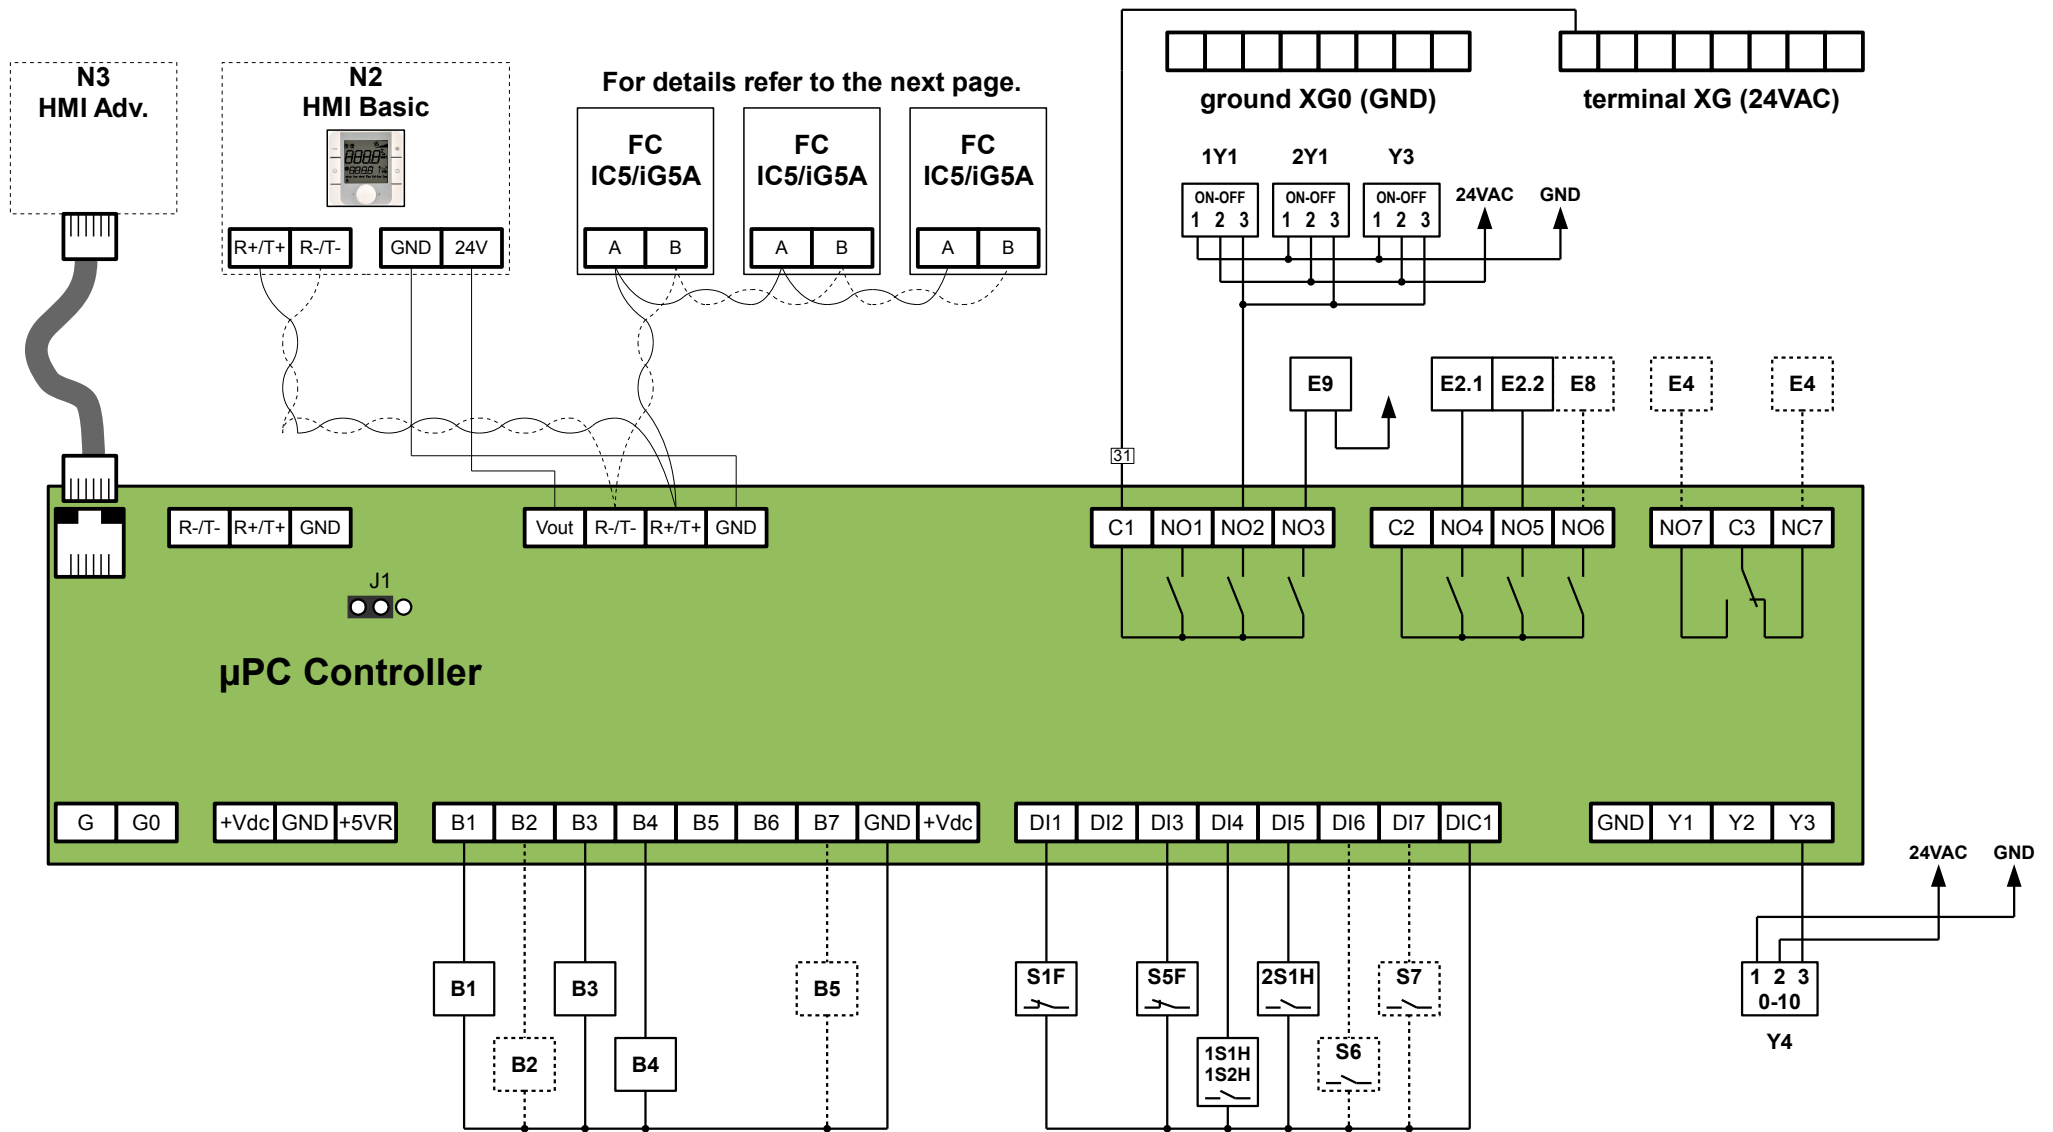 N3
HMI Adv.
N2
HMI Basic
For details refer to the next page.
ground XG0 (GND)
terminal XG (24VAC)
FC
IC5/iG5A
FC
IC5/iG5A
FC
IC5/iG5A
1Y1 2Y1 Y3
ON-OFF ON-OFF ON-OFF
1 2 3 1 2 3 1 2 3
24VAC GND
R+/T+ R-/T- GND 24V
A B A B A B
E9 E2.1 E2.2 E8 E4 E4
31
R-/T- R+/T+ GND
Vout R-/T- R+/T+ GND
C1 NO1 NO2 NO3
C2 NO4 NO5 NO6
NO7 C3 NC7
J1
µPC Controller
G G0
+Vdc GND +5VR
B1 B2 B3 B4 B5 B6 B7 GND +Vdc
DI1 DI2 DI3 DI4 DI5 DI6 DI7 DIC1
GND Y1 Y2 Y3
24VAC GND
B1 B3 B5
S1F S5F 2S1H S7
1 2 3
0-10
Y4
B2 B4
1S1H
1S2H
S6